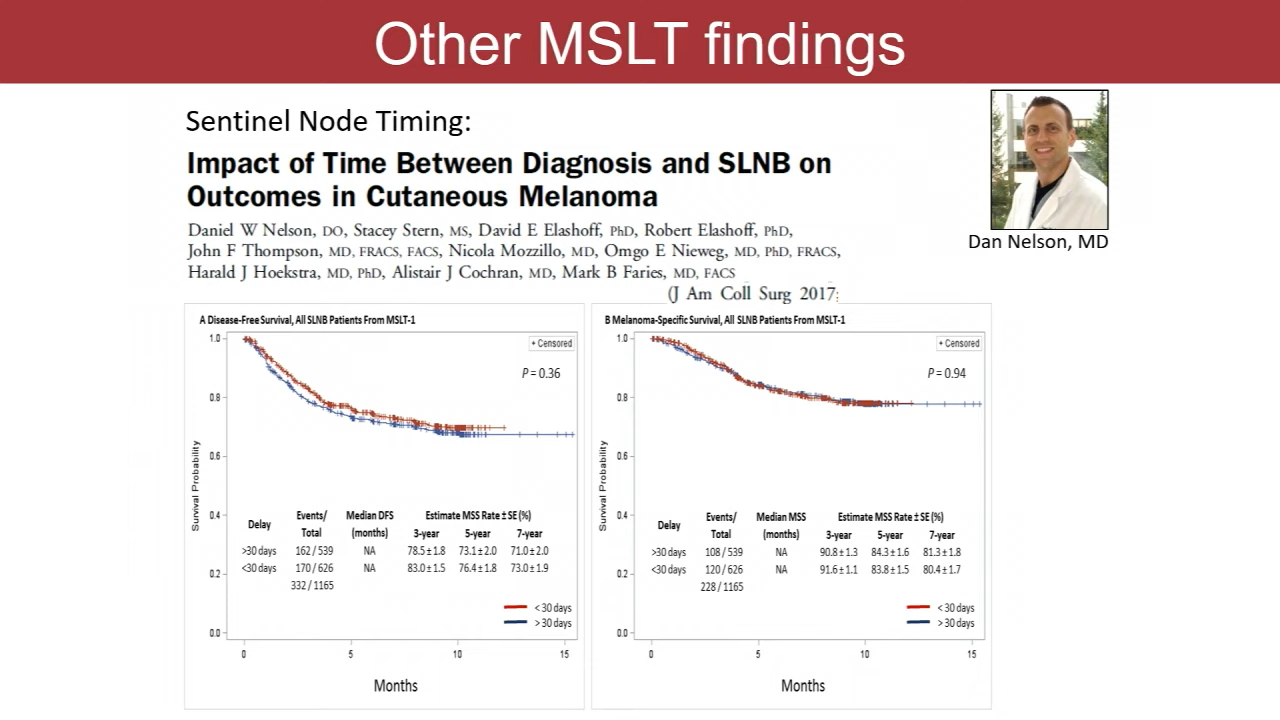 Other MSLT findings
Sentinel Node Timing:
Impact of Time Between Diagnosis and SLNB on
Outcomes in Cutaneous Melanoma
Daniel W Nelson, DO, Stacey Stern, MS, David E Elashoff, PhD, Robert Elashoff, PhD,
John F Thompson, MD, FRACS, FACS, Nicola Mozzillo, MD, Omgo E Nieweg, MD, PhD, FRACS,
Harald J Hoekstra, MD, PhD, Alistair J Cochran, MD, Mark B Faries, MD, FACS
(J Am Coll Surg 2017;
Dan Nelson, MD
A Disease-Free Survival, All SLNB Patients From MSLT-1
+ Censored
P = 0.36
1.0
0.8
0.6
0.4
0.2
0.0
Survival Probability
Delay Events/ Total Median DFS (months) Estimate MSS Rate ± SE (%)
3-year 5-year 7-year
>30 days 162 / 539 NA 78.5 ± 1.8 73.1 ± 2.0 71.0 ± 2.0
<30 days 170 / 626 NA 83.0 ± 1.5 76.4 ± 1.8 73.0 ± 1.9
332 / 1165
< 30 days
> 30 days
0 5 10 15
Months
B Melanoma-Specific Survival, All SLNB Patients From MSLT-1
+ Censored
P = 0.94
1.0
0.8
0.6
0.4
0.2
0.0
Survival Probability
Delay Events/ Total Median MSS (months) Estimate MSS Rate ± SE (%)
3-year 5-year 7-year
>30 days 108 / 539 NA 90.8 ± 1.3 84.3 ± 1.6 81.3 ± 1.8
<30 days 120 / 626 NA 91.6 ± 1.1 83.8 ± 1.5 80.4 ± 1.7
228 / 1165
< 30 days
> 30 days
0 5 10 15
Months